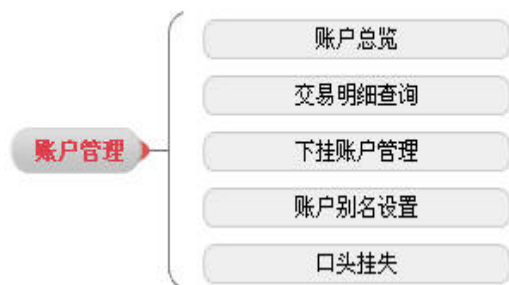 账户管理
账户总览
交易明细查询
下挂账户管理
账户别名设置
口头挂失